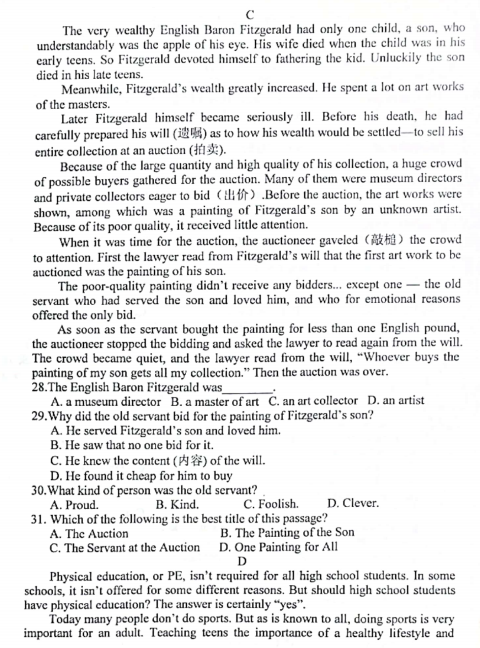 C
The very wealthy English Baron Fitzgerald had only one child, a son, who
understandably was the apple of his eye. His wife died when the child was in his
early teens. So Fitzgerald devoted himself to fathering the kid. Unluckily the son
died in his late teens.
Meanwhile, Fitzgerald's wealth greatly increased. He spent a lot on art works
of the masters.
Later Fitzgerald himself became seriously ill. Before his death, he had
carefully prepared his will (遗嘱) as to how his wealth would be settled—to sell his
entire collection at an auction (拍卖).
Because of the large quantity and high quality of his collection, a huge crowd
of possible buyers gathered for the auction. Many of them were museum directors
and private collectors eager to bid（出价）.Before the auction, the art works were
shown, among which was a painting of Fitzgerald's son by an unknown artist.
Because of its poor quality, it received little attention.
When it was time for the auction, the auctioneer gaveled（敲槌）the crowd
to attention. First the lawyer read from Fitzgerald's will that the first art work to be
auctioned was the painting of his son.
The poor-quality painting didn't receive any bidders... except one — the old
servant who had served the son and loved him, and who for emotional reasons
offered the only bid.
As soon as the servant bought the painting for less than one English pound,
the auctioneer stopped the bidding and asked the lawyer to read again from the will.
The crowd became quiet, and the lawyer read from the will, "Whoever buys the
painting of my son gets all my collection." Then the auction was over.
28.The English Baron Fitzgerald was________.
A. a museum director B. a master of art C. an art collector D. an artist
29.Why did the old servant bid for the painting of Fitzgerald's son?
A. He served Fitzgerald's son and loved him.
B. He saw that no one bid for it.
C. He knew the content (内容) of the will.
D. He found it cheap for him to buy
30.What kind of person was the old servant?
A. Proud. B. Kind. C. Foolish. D. Clever.
31. Which of the following is the best title of this passage?
A. The Auction B. The Painting of the Son
C. The Servant at the Auction D. One Painting for All
D
Physical education, or PE, isn't required for all high school students. In some
schools, it isn't offered for some different reasons. But should high school students
have physical education? The answer is certainly "yes".
Today many people don't do sports. But as is known to all, doing sports is very
important for an adult. Teaching teens the importance of a healthy lifestyle and